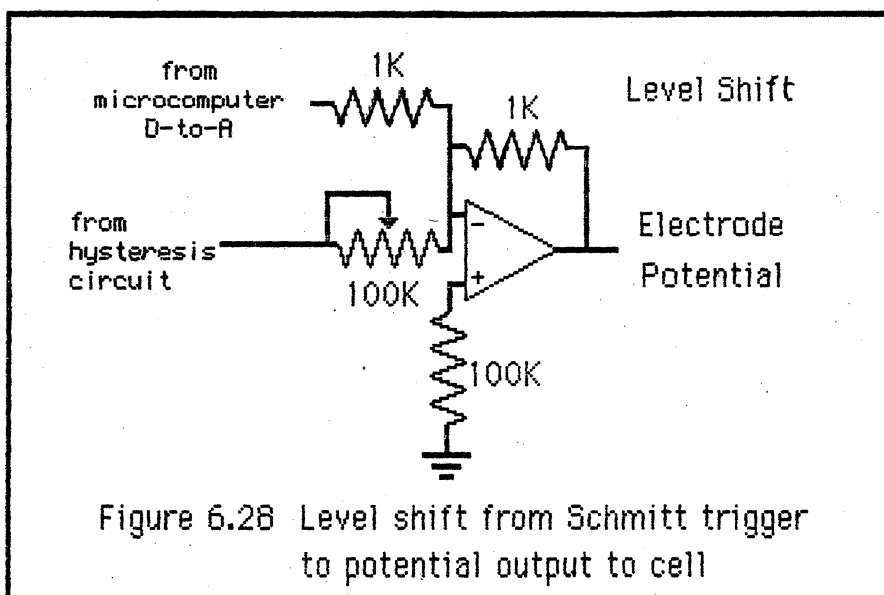 from
microcomputer
D-to-A
1K
Level Shift
1K
from
hysteresis
circuit
-
+
100K
Electrode
Potential
100K
Figure 6.28 Level shift from Schmitt trigger
to potential output to cell